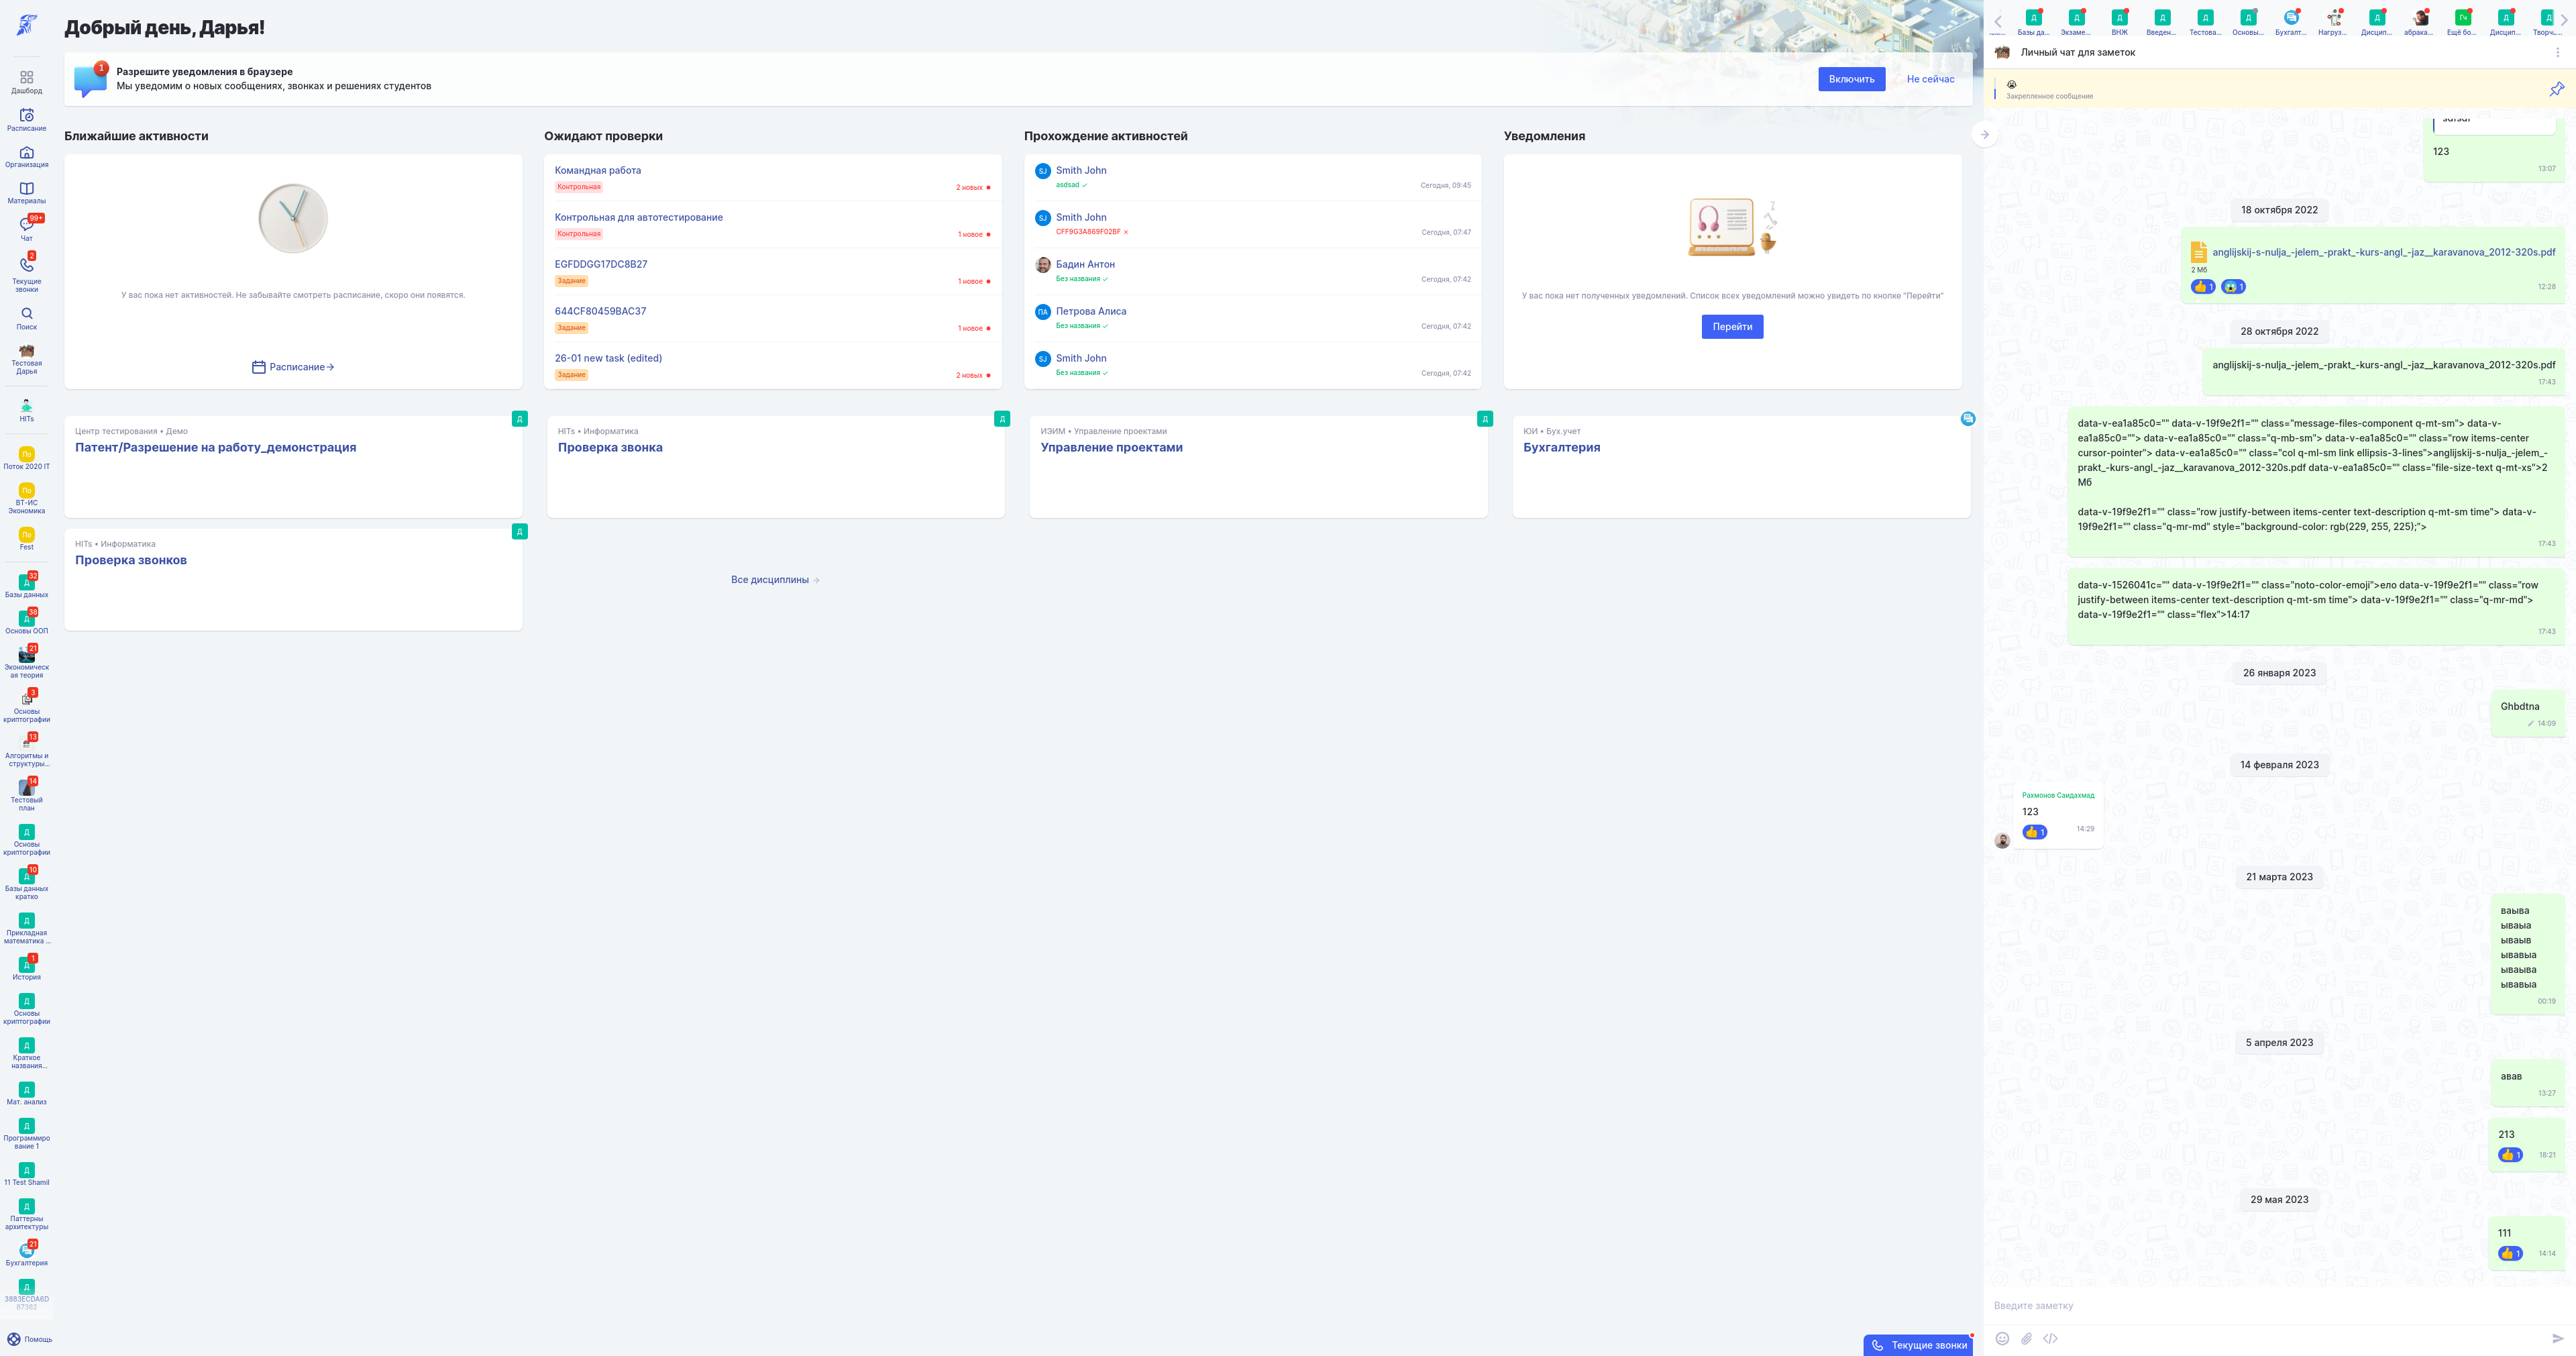 Дашборд
Расписание
Организация
Материалы
99+
Чат
2
Текущие
звонки
Поиск
Тестовая
Дарья
HITs
По
Поток 2020 IT
По
ВТ-ИС
Экономика
По
Fest
32
Д
Базы данных
38
Д
Основы ООП
21
Экономическ
ая теория
3
Основы
криптографии
13
Алгоритмы и
структуры...
14
Тестовый
план
Д
Основы
криптографии
10
Д
Базы данных
кратко
Д
Прикладная
математика ...
1
Д
История
Д
Основы
криптографии
Д
Краткое
названия...
Д
Мат. анализ
Д
Программиро
вание 1
Д
11 Test Shamil
Д
Паттерны
архитектуры
21
Бухгалтерия
Д
3883ECDA6D
87362
Помощь
Добрый день, Дарья!
1
Разрешите уведомления в браузере
Мы уведомим о новых сообщениях, звонках и решениях студентов
Включить
Не сейчас
Ближайшие активности
У вас пока нет активностей. Не забывайте смотреть расписание, скоро они появятся.
Расписание
Ожидают проверки
Командная работа
Контрольная
2 новых
Контрольная для автотестирование
Контрольная
1 новое
EGFDDGG17DC8B27
Задание
1 новое
644CF80459BAC37
Задание
1 новое
26-01 new task (edited)
Задание
2 новых
Прохождение активностей
SJ
Smith John
asdsad
Сегодня, 09:45
SJ
Smith John
CFF9G3A869F02BF
Сегодня, 07:47
Бадин Антон
Без названия
Сегодня, 07:42
ПА
Петрова Алиса
Без названия
Сегодня, 07:42
SJ
Smith John
Без названия
Сегодня, 07:42
Уведомления
У вас пока нет полученных уведомлений. Список всех уведомлений можно увидеть по кнопке "Перейти"
Перейти
Д
Центр тестирования • Демо
Патент/Разрешение на работу_демонстрация
Д
HITs • Информатика
Проверка звонка
Д
ИЭИМ • Управление проектами
Управление проектами
ЮИ • Бух.учет
Бухгалтерия
Д
HITs • Информатика
Проверка звонков
Все дисциплины
Текущие звонки
Д
Базы да...
Д
Экзаме...
Д
ВНЖ
Д
Введен...
Д
Тестова...
Д
Основы...
Бухгалт...
Нагруз...
Д
Дисцип...
абрака...
Гч
Ещё бо...
Д
Дисцип...
Д
Творч...
Личный чат для заметок
Закрепленное сообщение
sdfsdf
123
13:07
18 октября 2022
anglijskij-s-nulja_-jelem_-prakt_-kurs-angl_-jaz__karavanova_2012-320s.pdf
2 Мб
1
1
12:28
28 октября 2022
anglijskij-s-nulja_-jelem_-prakt_-kurs-angl_-jaz__karavanova_2012-320s.pdf
17:43
data-v-ea1a85c0="" data-v-19f9e2f1="" class="message-files-component q-mt-sm"> data-v-
ea1a85c0=""> data-v-ea1a85c0="" class="q-mb-sm"> data-v-ea1a85c0="" class="row items-center
cursor-pointer"> data-v-ea1a85c0="" class="col q-ml-sm link ellipsis-3-lines">anglijskij-s-nulja_-jelem_-
prakt_-kurs-angl_-jaz__karavanova_2012-320s.pdf data-v-ea1a85c0="" class="file-size-text q-mt-xs">2
Мб
data-v-19f9e2f1="" class="row justify-between items-center text-description q-mt-sm time"> data-v-
19f9e2f1="" class="q-mr-md" style="background-color: rgb(229, 255, 225);">
17:43
data-v-1526041c="" data-v-19f9e2f1="" class="noto-color-emoji">ело data-v-19f9e2f1="" class="row
justify-between items-center text-description q-mt-sm time"> data-v-19f9e2f1="" class="q-mr-md">
data-v-19f9e2f1="" class="flex">14:17
17:43
26 января 2023
Ghbdtna
14:09
14 февраля 2023
Рахмонов Саидахмад
123
1
14:29
21 марта 2023
ваыва
ываыа
ываыв
ывавыа
ываыва
ывавыа
00:19
5 апреля 2023
авав
13:27
213
1
18:21
29 мая 2023
111
1
14:14
Введите заметку